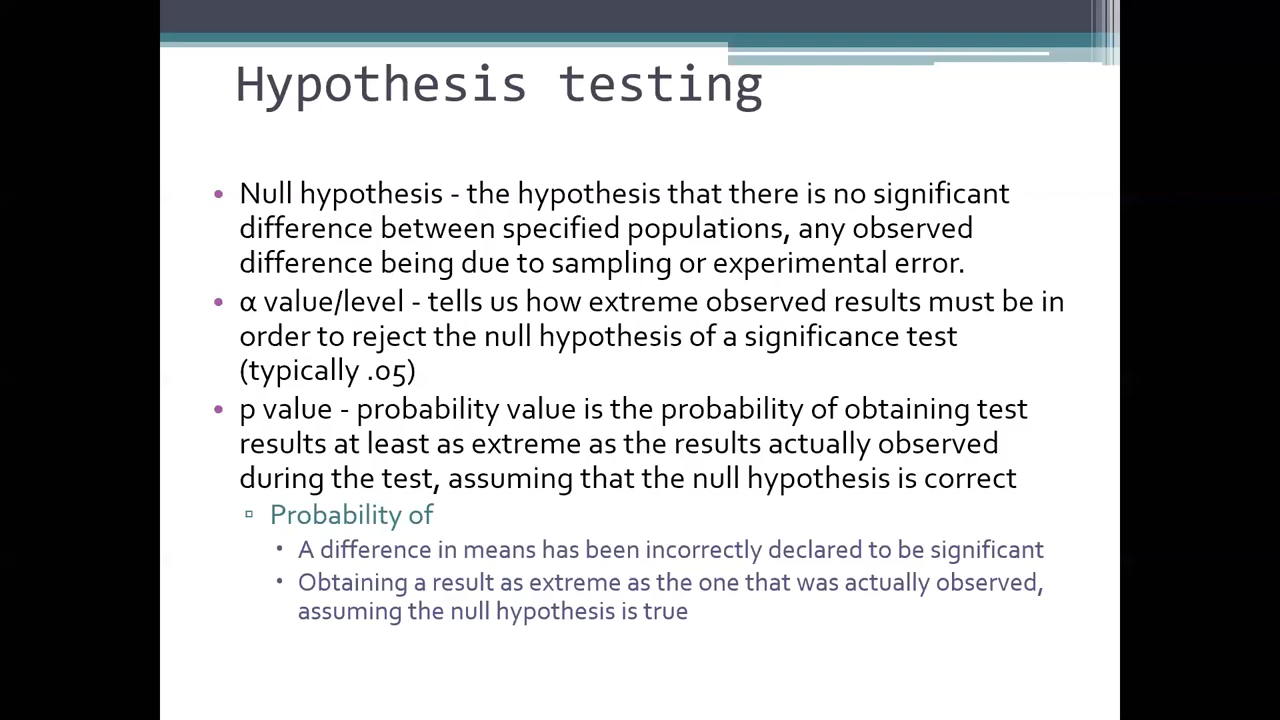 Hypothesis testing
• Null hypothesis - the hypothesis that there is no significant
difference between specified populations, any observed
difference being due to sampling or experimental error.
• α value/level - tells us how extreme observed results must be in
order to reject the null hypothesis of a significance test
(typically .05)
• p value - probability value is the probability of obtaining test
results at least as extreme as the results actually observed
during the test, assuming that the null hypothesis is correct
▫ Probability of
• A difference in means has been incorrectly declared to be significant
• Obtaining a result as extreme as the one that was actually observed,
assuming the null hypothesis is true